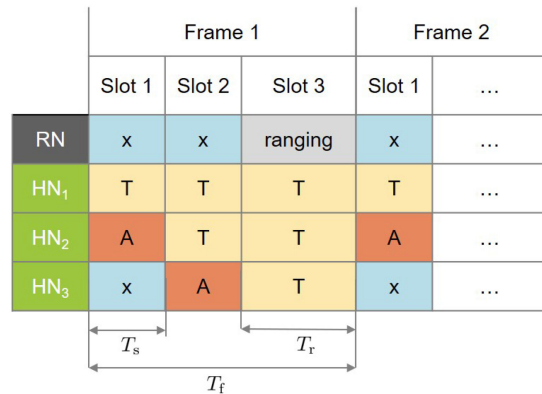 Frame 1 Frame 2
Slot 1 Slot 2 Slot 3 Slot 1 ...
RN x x ranging x ...
HN₁ T T T T ...
HN₂ A T T A ...
HN₃ x A T x ...
Tₛ Tᵣ
T_f